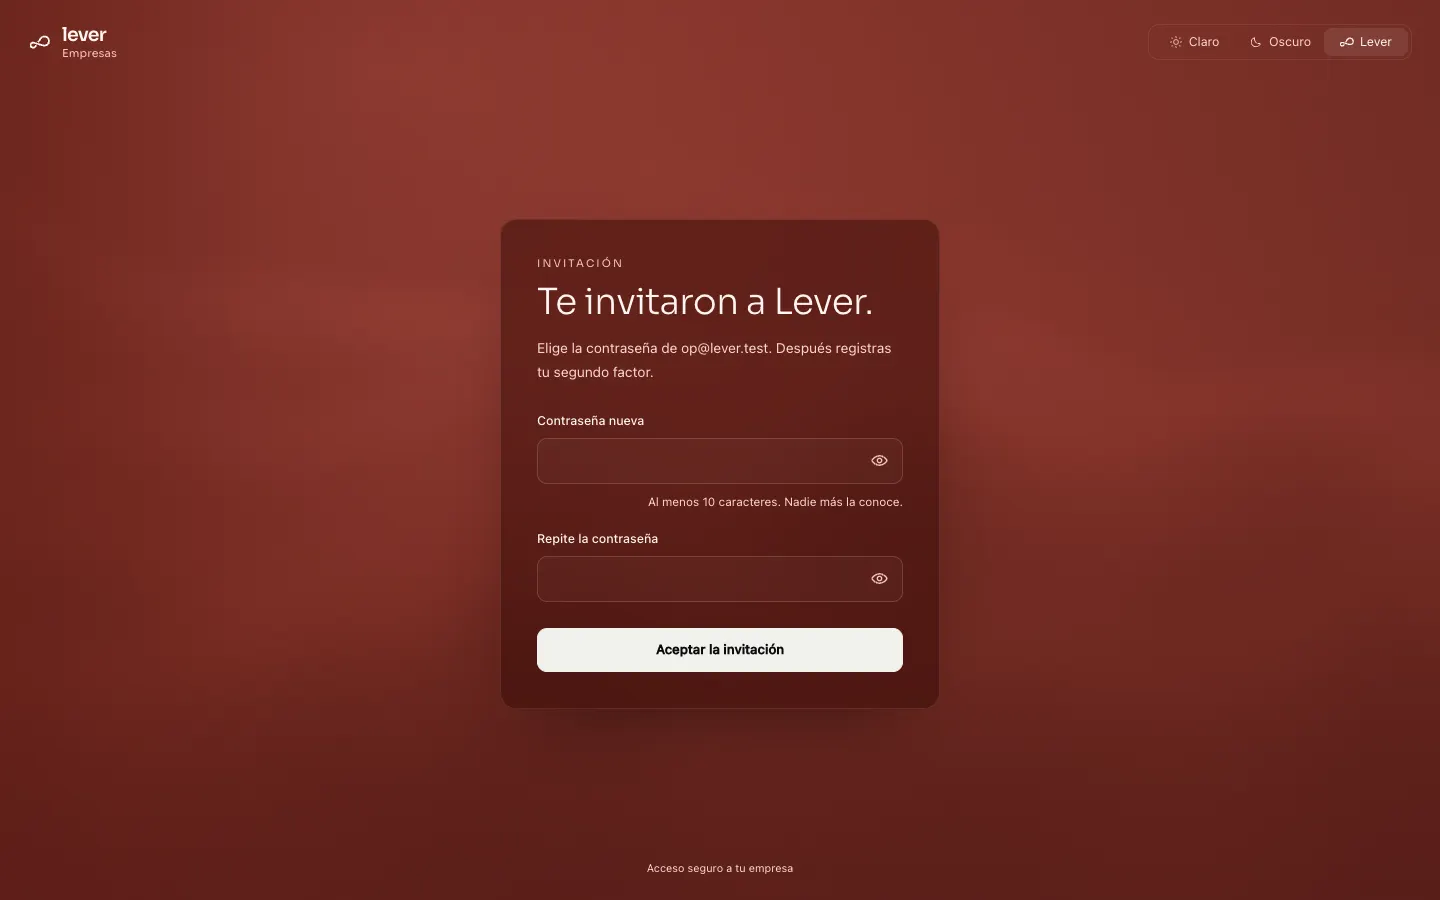 lever
Empresas
Claro
Oscuro
Lever
INVITACIÓN
Te invitaron a Lever.
Elige la contraseña de op@lever.test. Después registras
tu segundo factor.
Contraseña nueva
Al menos 10 caracteres. Nadie más la conoce.
Repite la contraseña
Aceptar la invitación
Acceso seguro a tu empresa